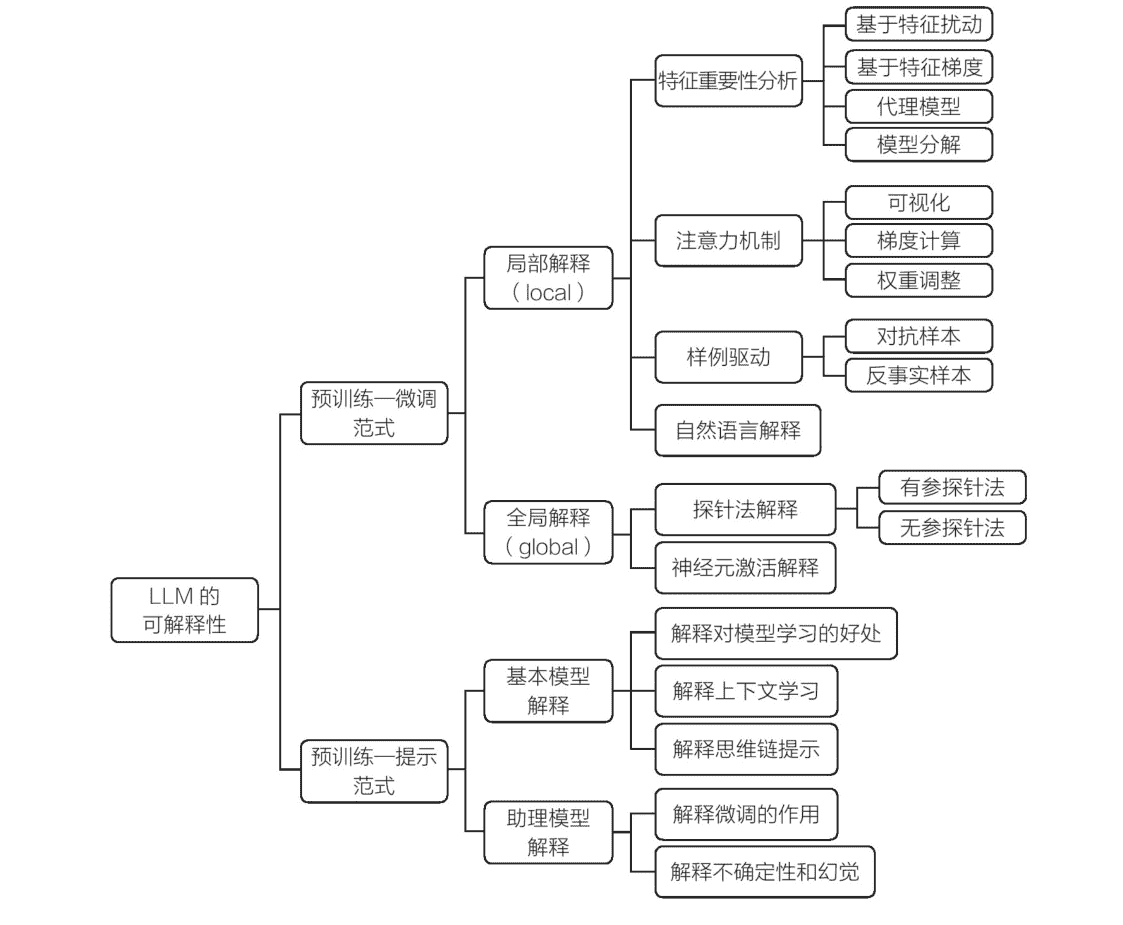 LLM 的
可解释性
预训练—微调
范式
局部解释
（local）
特征重要性分析
基于特征扰动
基于特征梯度
代理模型
模型分解
注意力机制
可视化
梯度计算
权重调整
样例驱动
对抗样本
反事实样本
自然语言解释
全局解释
（global）
探针法解释
有参探针法
无参探针法
神经元激活解释
预训练—提示
范式
基本模型
解释
解释对模型学习的好处
解释上下文学习
解释思维链提示
助理模型
解释
解释微调的作用
解释不确定性和幻觉